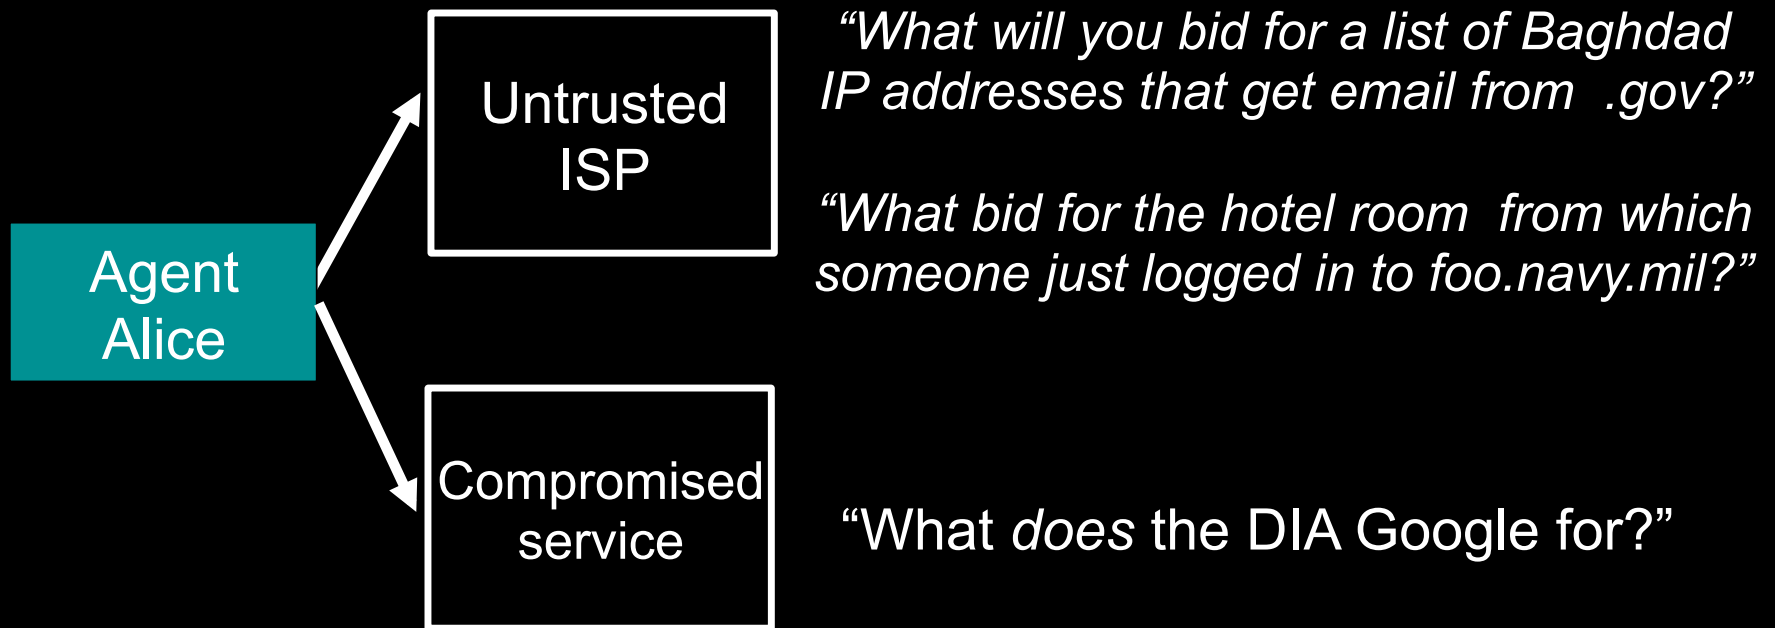 “What will you bid for a list of Baghdad
IP addresses that get email from .gov?”
Untrusted
ISP
“What bid for the hotel room from which
someone just logged in to foo.navy.mil?”
Agent
Alice
Compromised
service
“What does the DIA Google for?”